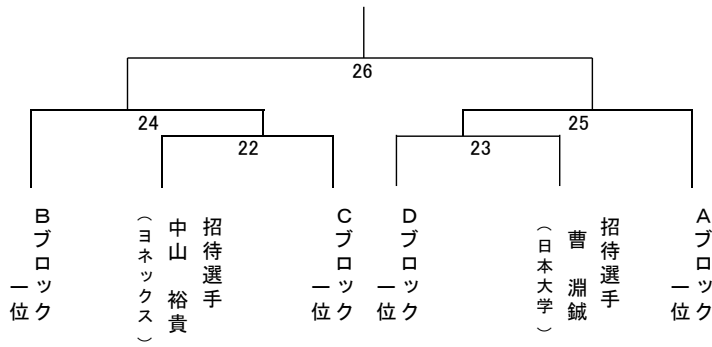 26
24
25
22
23
Bブロック
一位
招待選手
中山 裕貴
（ヨネックス）
Cブロック
一位
Dブロック
一位
招待選手
曹 淵鋮
（日本大学）
Aブロック
一位